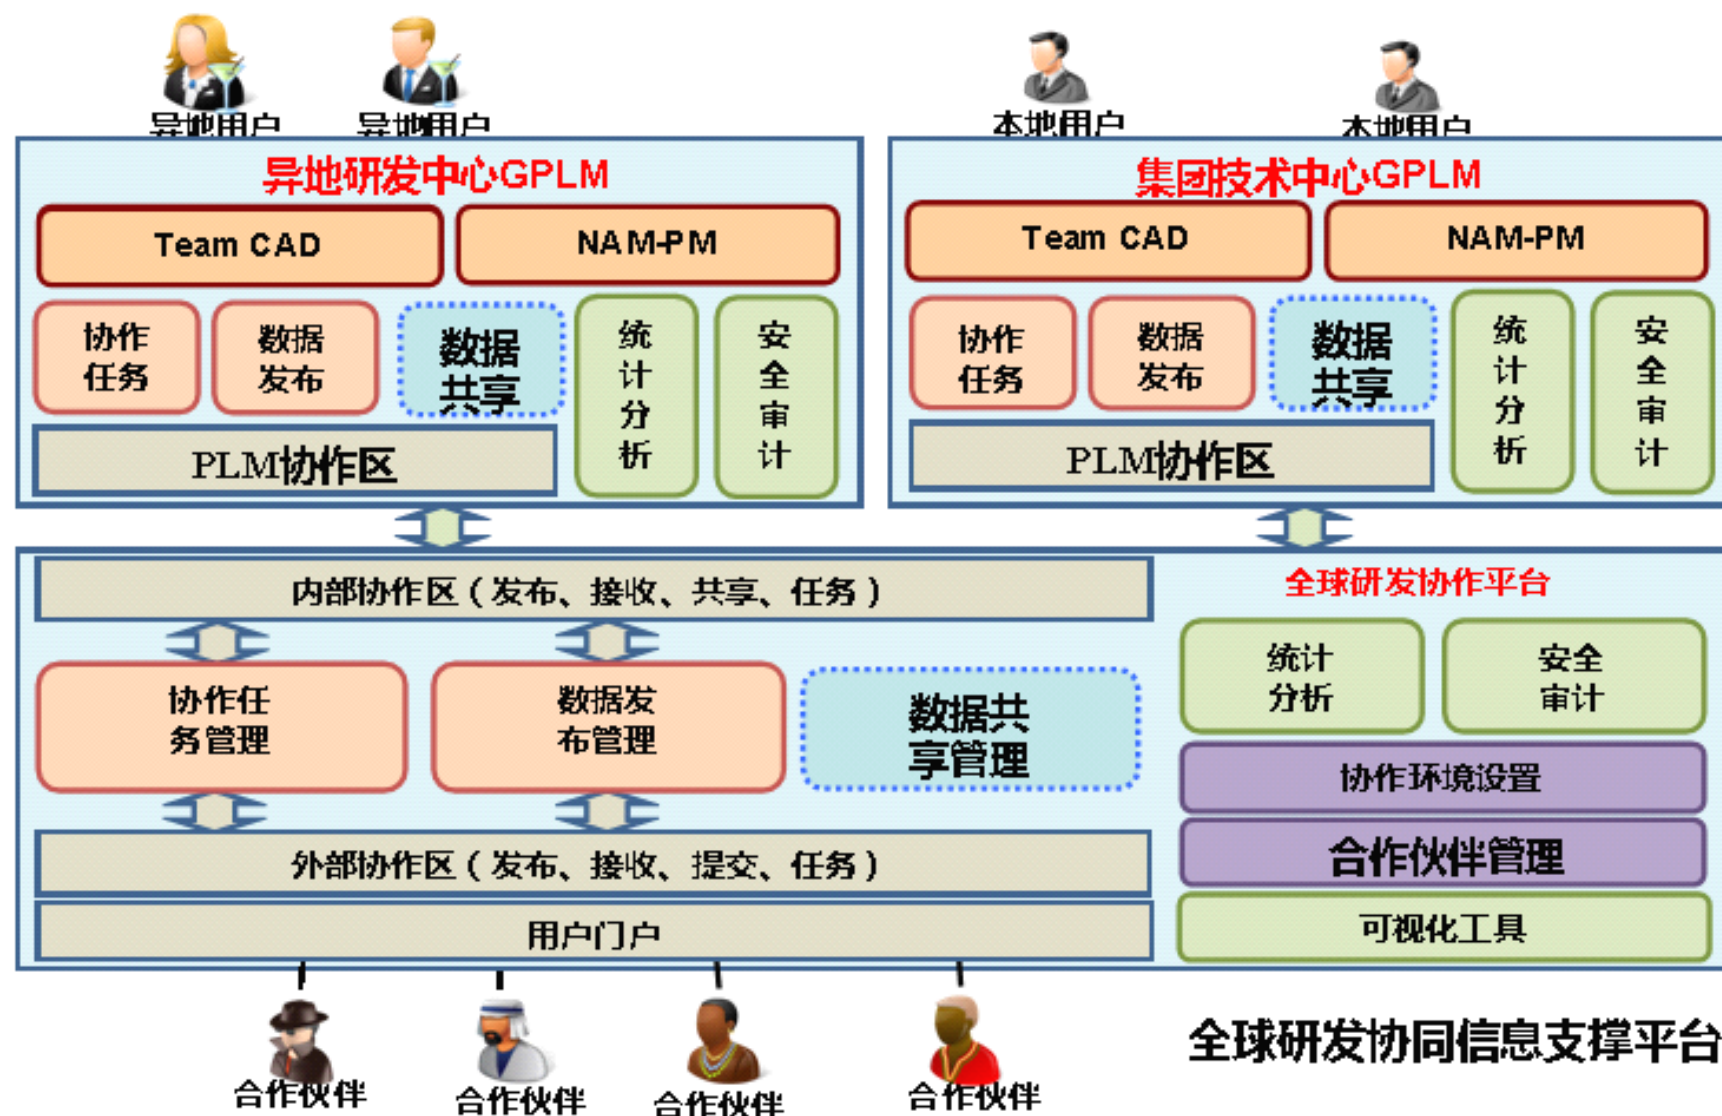 异地用户
异地用户
本地用户
本地用户
异地研发中心GPLM
Team CAD
NAM-PM
协作
任务
数据
发布
数据
共享
统
计
分
析
安
全
审
计
PLM协作区
集团技术中心GPLM
Team CAD
NAM-PM
协作
任务
数据
发布
数据
共享
统
计
分
析
安
全
审
计
PLM协作区
内部协作区（发布、接收、共享、任务）
协作任
务管理
数据发
布管理
数据共
享管理
外部协作区（发布、接收、提交、任务）
用户门户
全球研发协作平台
统计
分析
安全
审计
协作环境设置
合作伙伴管理
可视化工具
合作伙伴
合作伙伴
合作伙伴
合作伙伴
全球研发协同信息支撑平台